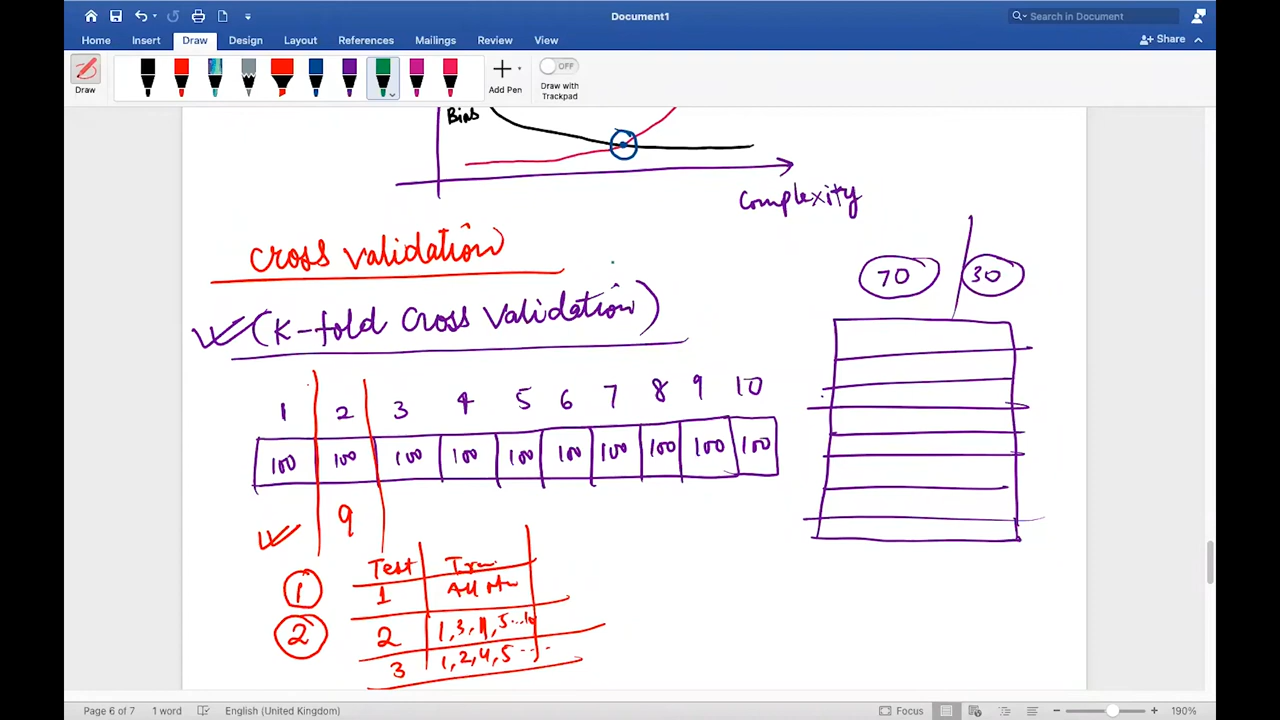 Document1
Search in Document
Home Insert Draw Design Layout References Mailings Review View
Share
Draw
Add Pen
OFF
Draw with Trackpad
Bias
Complexity
Cross validation
70 30
(K-fold Cross Validation)
1 2 3 4 5 6 7 8 9 10
100 100 100 100 100 100 100 100 100 100
9
Test
1 1 All
2 2 1,3,4,5...10
3 1,2,4,5...
Page 6 of 7 1 word English (United Kingdom) Focus 190%